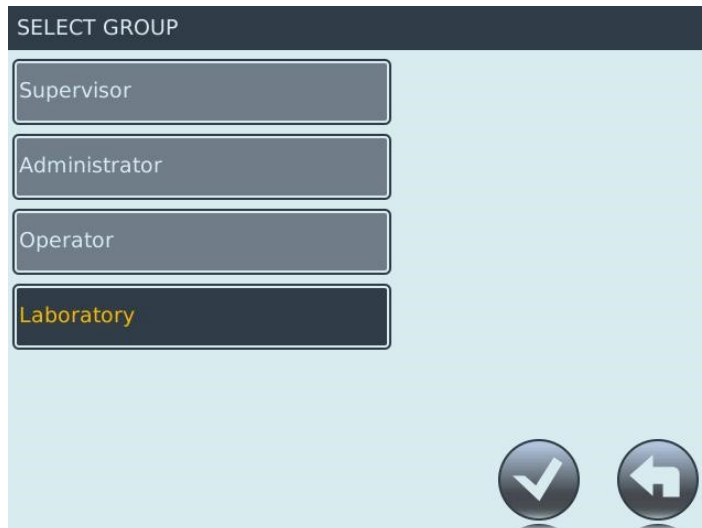 SELECT GROUP
Supervisor
Administrator
Operator
Laboratory